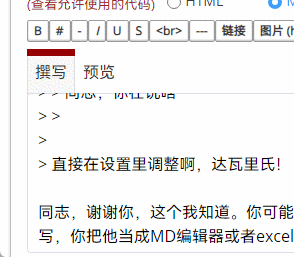 (查看允许使用的代码) HTML M
B # - I U S <br> --- 链接 图片 (h
撰写 预览
> > 同志，你在说啥
> >
>
> 直接在设置里调整啊，达瓦里氏！
同志，谢谢你，这个我知道。你可能
写，你把他当成MD编辑器或者excel